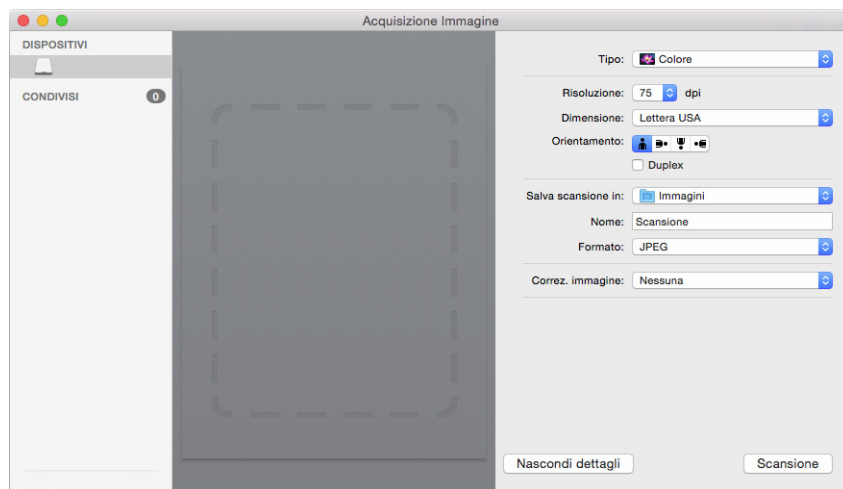 Acquisizione Immagine
DISPOSITIVI
CONDIVISI 0
Tipo: Colore
Risoluzione: 75 dpi
Dimensione: Lettera USA
Orientamento:
Duplex
Salva scansione in: Immagini
Nome: Scansione
Formato: JPEG
Correz. immagine: Nessuna
Nascondi dettagli Scansione